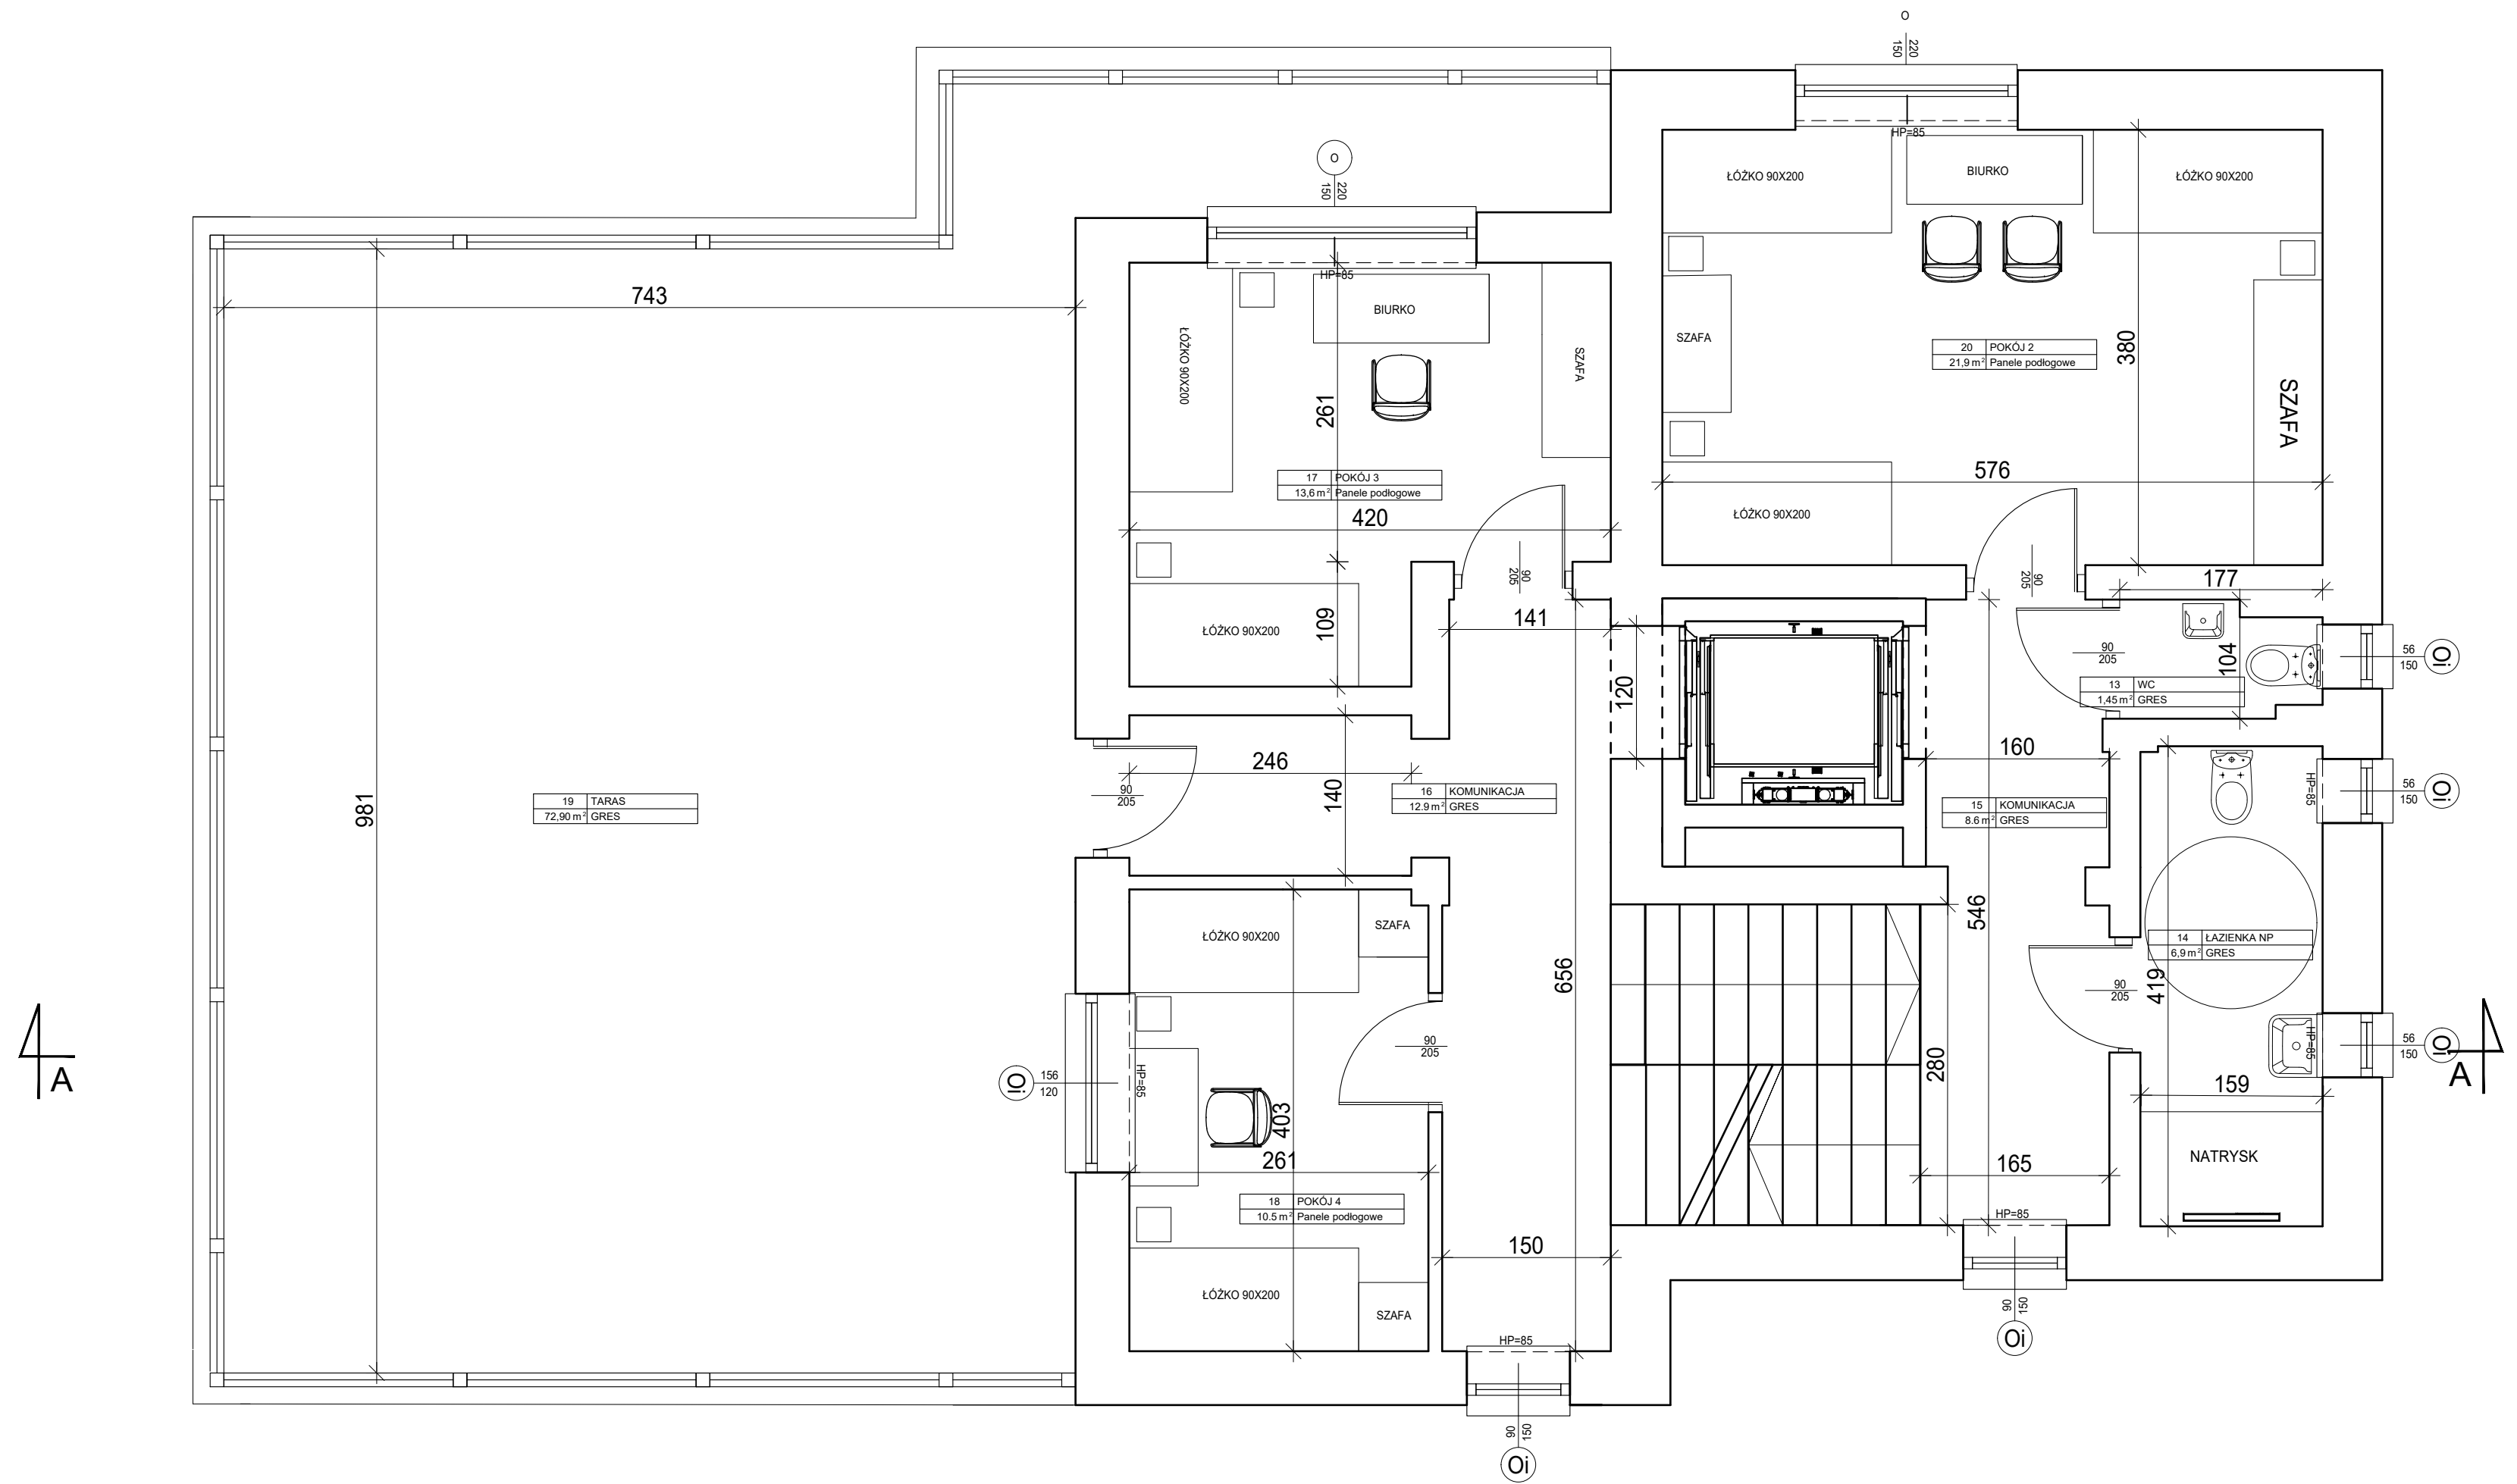 O
220
150
HP=85
ŁÓŻKO 90X200
BIURKO
ŁÓŻKO 90X200
O
220
150
HP=85
743
BIURKO
ŁÓŻKO 90X200
SZAFA
SZAFA
380
20 POKÓJ 2
21,9 m² Panele podłogowe
SZAFA
261
17 POKÓJ 3
13,6 m² Panele podłogowe
576
420
ŁÓŻKO 90X200
90
205
90
205
177
109
ŁÓŻKO 90X200
141
120
90
205
104
56
150
Oi
13 WC
1,45 m² GRES
246
160
90
205
140
16 KOMUNIKACJA
12.9 m² GRES
HP=85
56
150
Oi
981
19 TARAS
72,90 m² GRES
15 KOMUNIKACJA
8.6 m² GRES
ŁÓŻKO 90X200
SZAFA
546
14 ŁAZIENKA NP
6,9 m² GRES
656
419
90
205
90
205
280
HP=85
56
150
Oi
A
A
Oi
156
120
HP=85
403
159
261
165
NATRYSK
18 POKÓJ 4
10.5 m² Panele podłogowe
HP=85
150
ŁÓŻKO 90X200
SZAFA
90
150
Oi
HP=85
90
150
Oi